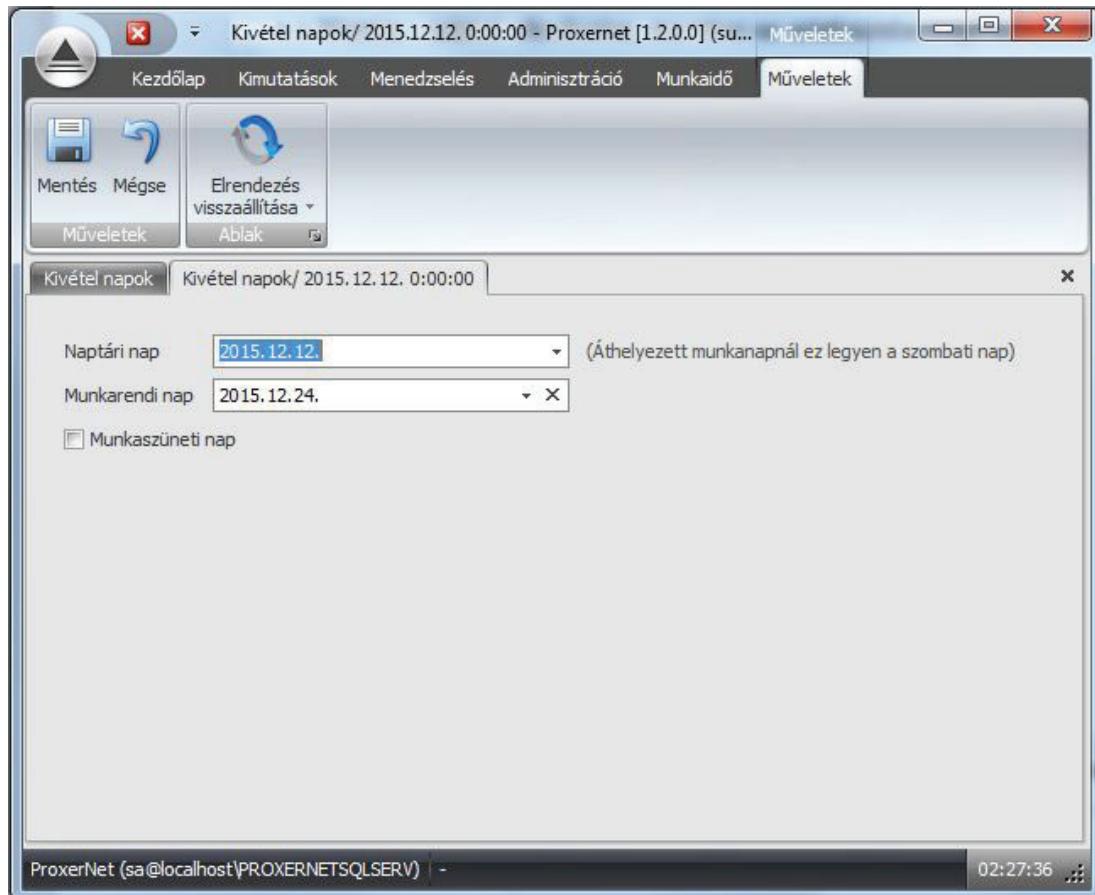 Kivétel napok/ 2015.12.12. 0:00:00 - Proxernet [1.2.0.0] (su... Műveletek
Kezdőlap Kimutatások Menedzselés Adminisztráció Munkaidő Műveletek
Mentés Mégse Elrendezés visszaállítása
Műveletek Ablak
Kivétel napok Kivétel napok/ 2015.12.12. 0:00:00
Naptári nap 2015.12.12. (Áthelyezett munkanapnál ez legyen a szombati nap)
Munkarendi nap 2015.12.24.
Munkaszüneti nap
ProxerNet (sa@localhost\PROXERNETSQLSERV) - 02:27:36